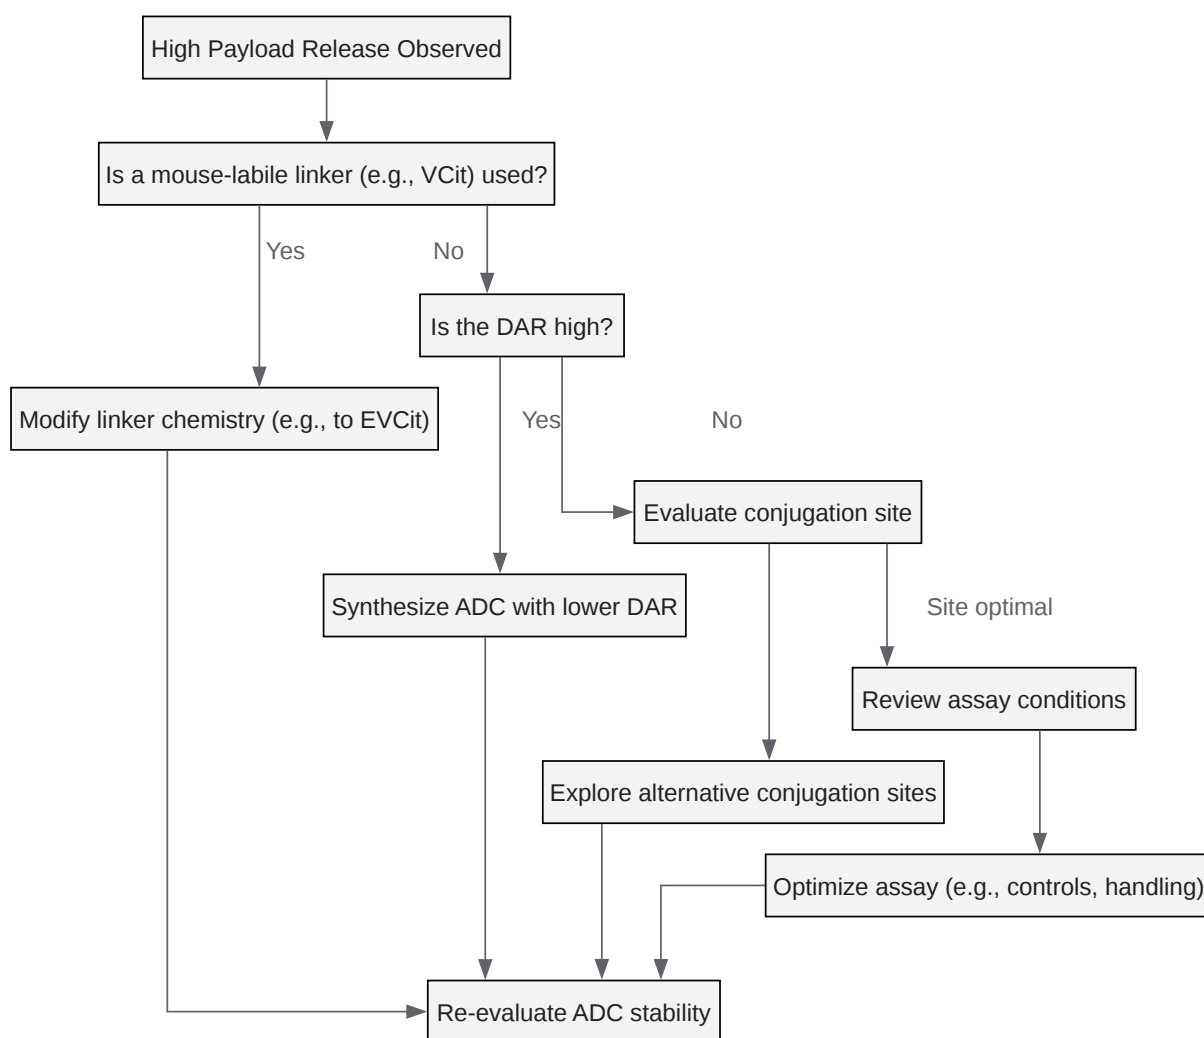 High Payload Release Observed
Is a mouse-labile linker (e.g., VCit) used?
Yes
No
Is the DAR high?
Modify linker chemistry (e.g., to EVCit)
Yes
No
Evaluate conjugation site
Synthesize ADC with lower DAR
Site optimal
Review assay conditions
Explore alternative conjugation sites
Optimize assay (e.g., controls, handling)
Re-evaluate ADC stability